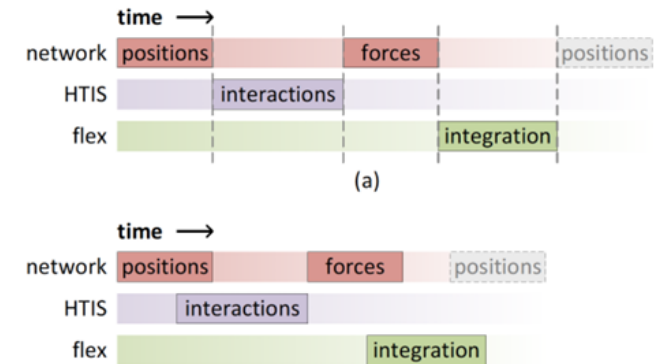 time →
network positions forces positions
HTIS interactions
flex integration
(a)
time →
network positions forces positions
HTIS interactions
flex integration